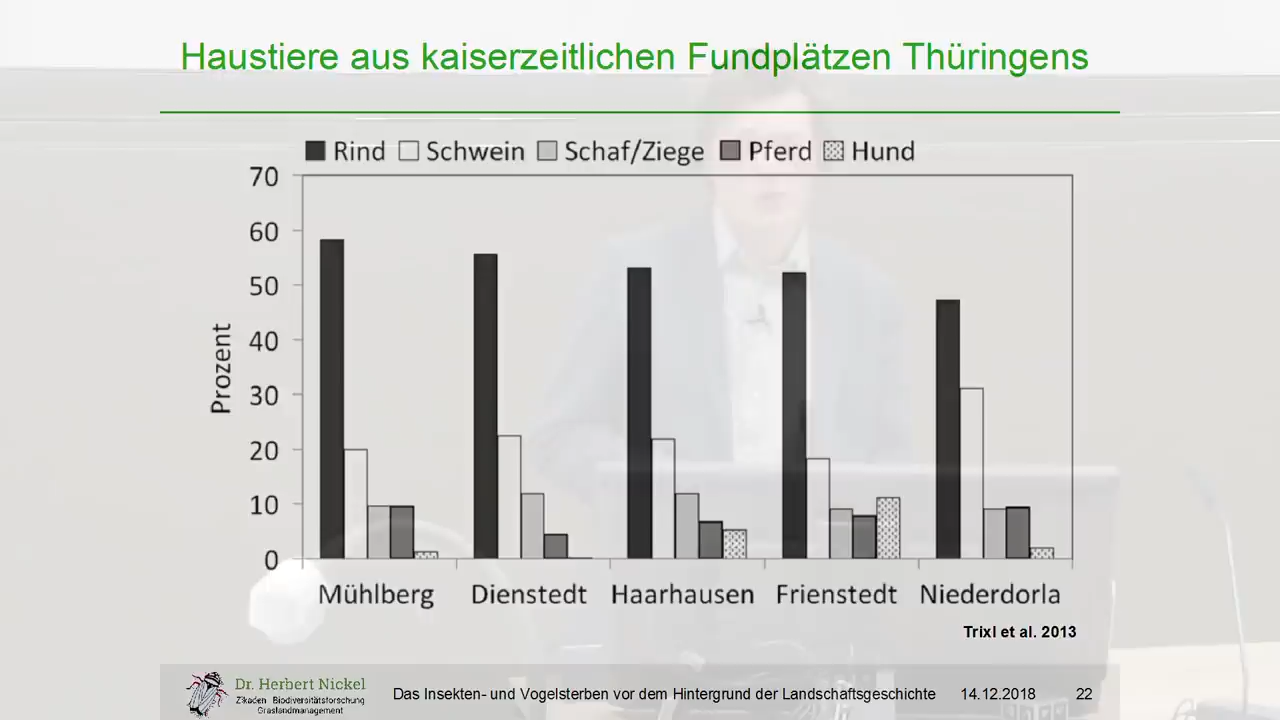 Haustiere aus kaiserzeitlichen Fundplätzen Thüringens
Rind Schwein Schaf/Ziege Pferd Hund
70
60
50
40
30
20
10
0
Prozent
Mühlberg Dienstedt Haarhausen Frienstedt Niederdorla
Trixl et al. 2013
Dr. Herbert Nickel
Zikaden Biodiversitätsforschung
Graslandmanagement
Das Insekten- und Vogelsterben vor dem Hintergrund der Landschaftsgeschichte 14.12.2018 22